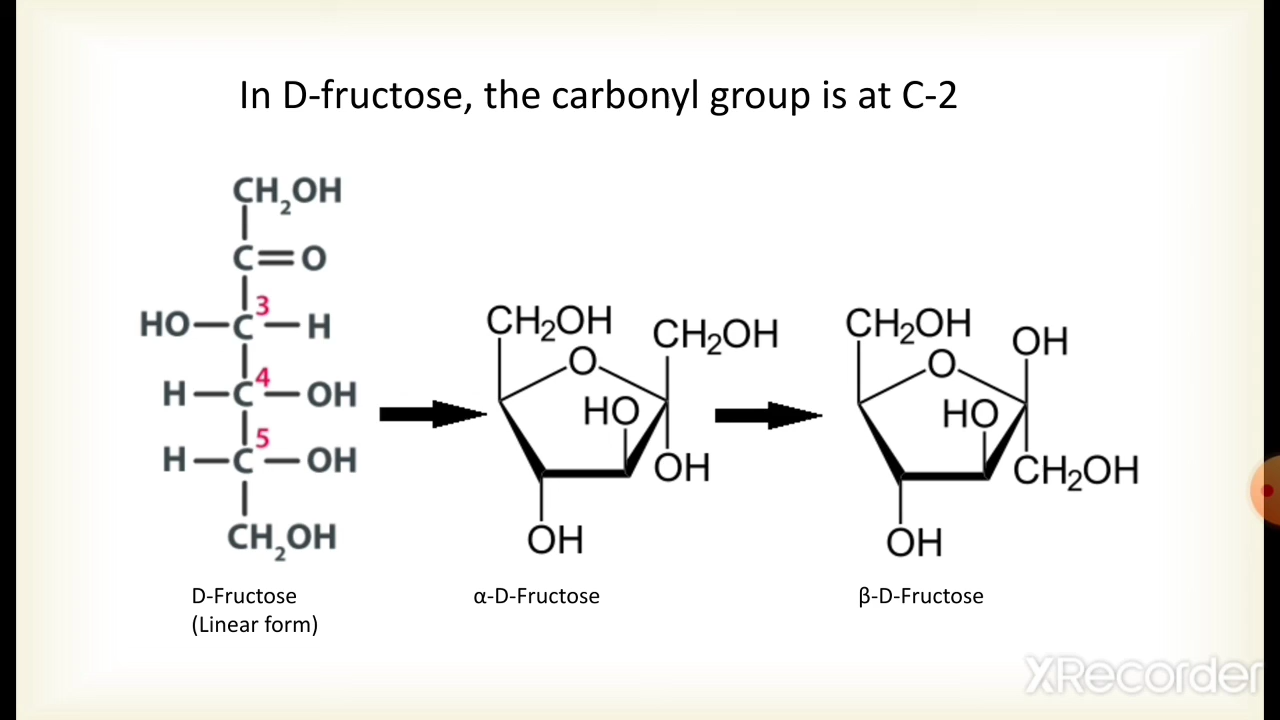 In D-fructose, the carbonyl group is at C-2
CH₂OH
C=O
3
HO—C—H
4
H—C—OH
5
H—C—OH
CH₂OH
D-Fructose
(Linear form)
CH₂OH
CH₂OH
O
HO
OH
OH
α-D-Fructose
CH₂OH
OH
O
HO
CH₂OH
OH
β-D-Fructose
XRecorder